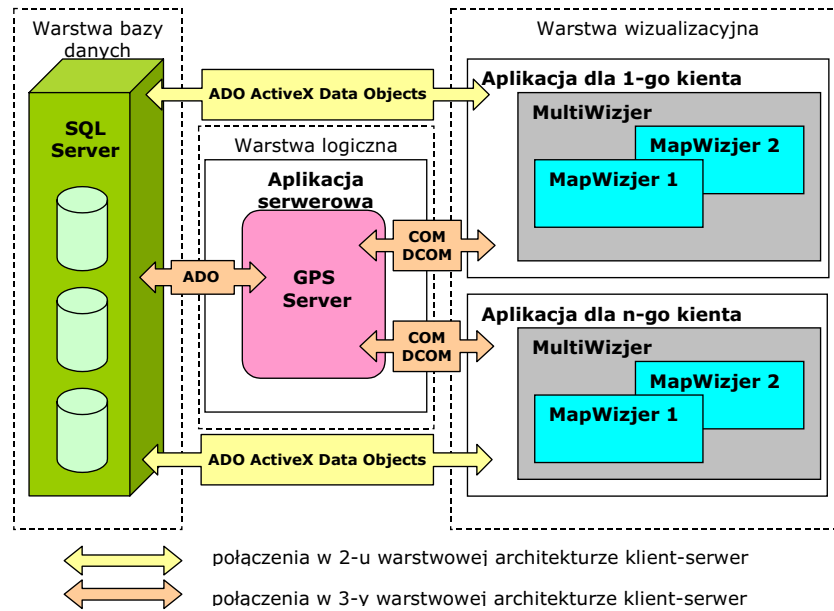 Warstwa bazy
danych
Warstwa wizualizacyjna
SQL
Server
ADO ActiveX Data Objects
Aplikacja dla 1-go kienta
MultiWizjer
MapWizjer 2
MapWizjer 1
Warstwa logiczna
Aplikacja
serwerowa
GPS
Server
ADO
COM
DCOM
COM
DCOM
Aplikacja dla n-go kienta
MultiWizjer
MapWizjer 2
MapWizjer 1
ADO ActiveX Data Objects
połączenia w 2-u warstwowej architekturze klient-serwer
połączenia w 3-y warstwowej architekturze klient-serwer